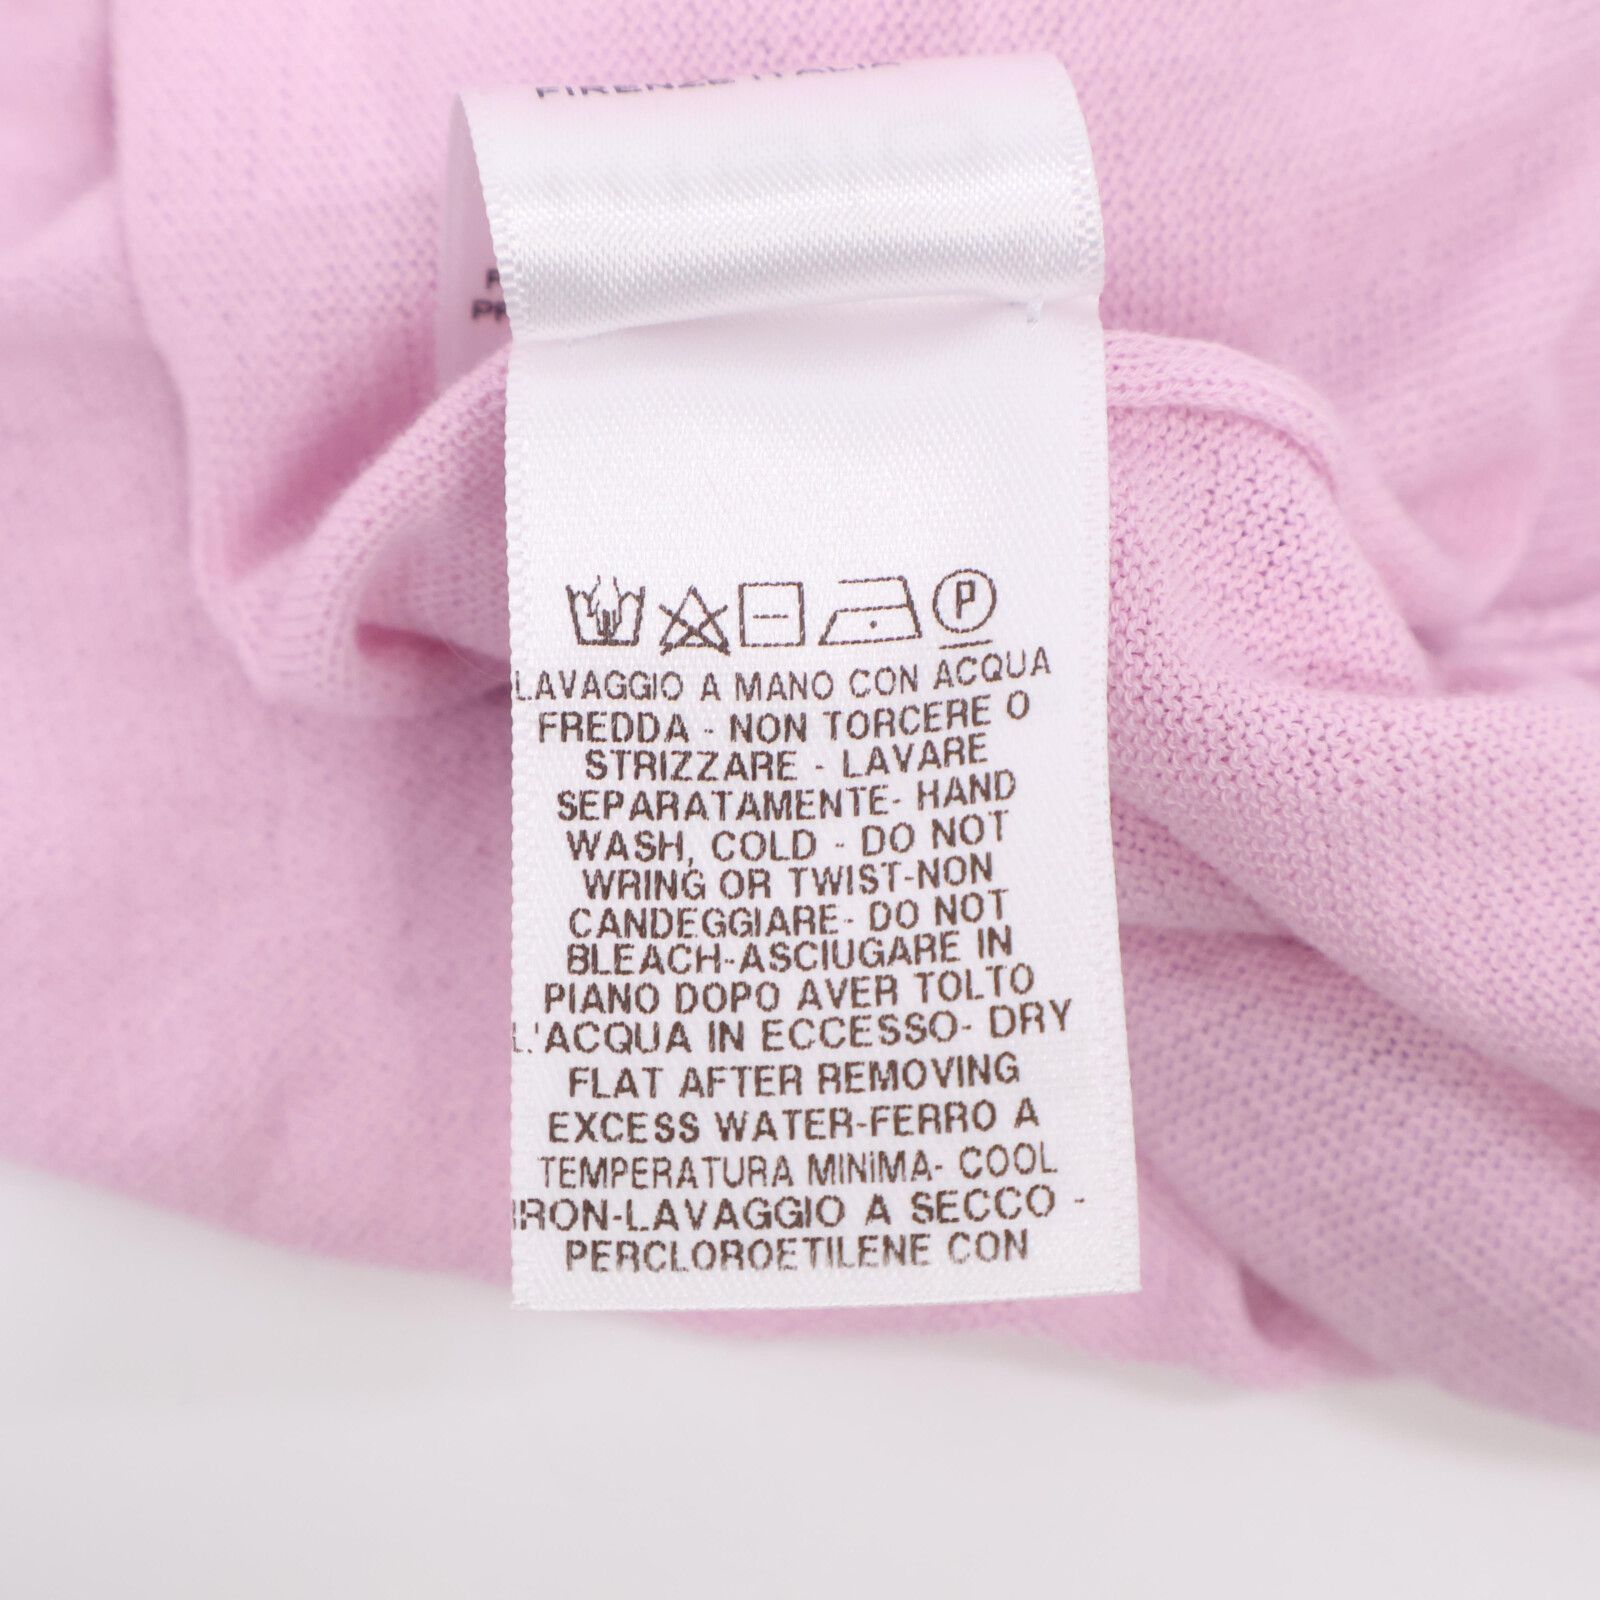 FIRENZE ITALIA
P
LAVAGGIO A MANO CON ACQUA
FREDDA - NON TORCERE O
STRIZZARE - LAVARE
SEPARATAMENTE- HAND
WASH, COLD - DO NOT
WRING OR TWIST-NON
CANDEGGIARE- DO NOT
BLEACH-ASCIUGARE IN
PIANO DOPO AVER TOLTO
L'ACQUA IN ECCESSO- DRY
FLAT AFTER REMOVING
EXCESS WATER-FERRO A
TEMPERATURA MINiMA- COOL
IRON-LAVAGGIO A SECCO -
PERCLOROETILENE CON